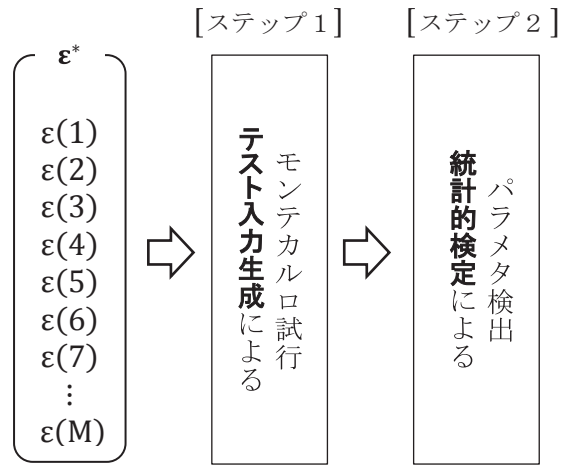 [ステップ1]
[ステップ2]
ε*
ε(1)
ε(2)
ε(3)
ε(4)
ε(5)
ε(6)
ε(7)
⋮
ε(M)
テスト入力生成による
モンテカルロ試行
統計的検定による
パラメタ検出